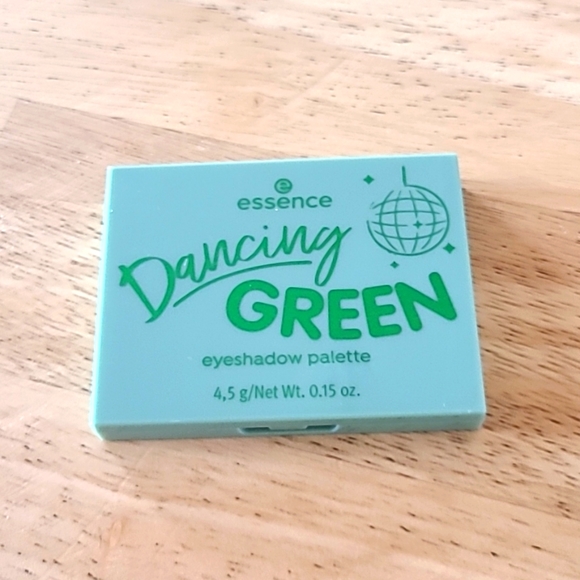 e
essence
Dancing
GREEN
eyeshadow palette
4,5 g/Net Wt. 0.15 oz.